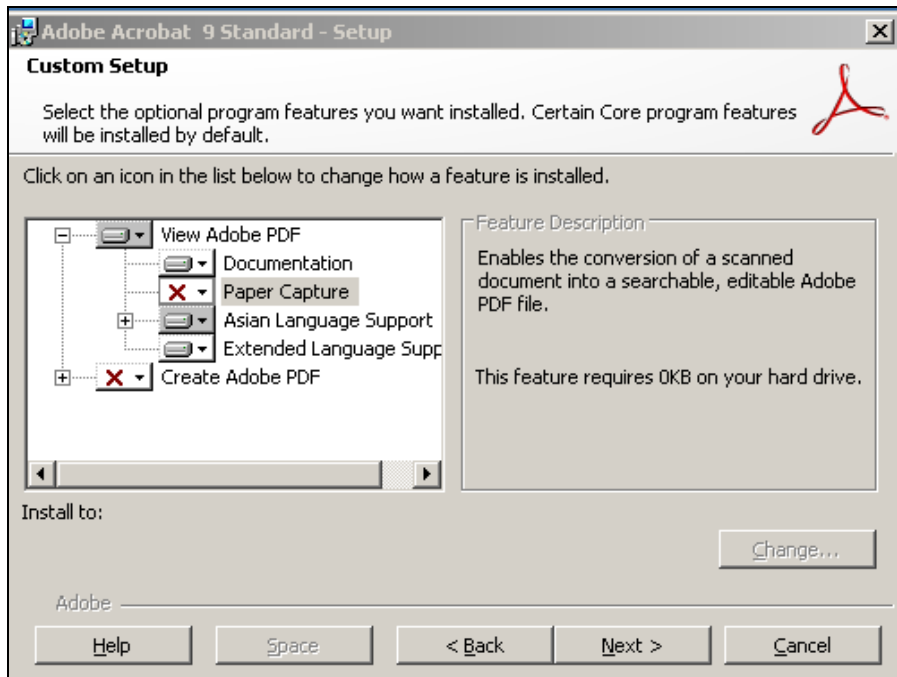 Adobe Acrobat 9 Standard - Setup
Custom Setup
Select the optional program features you want installed. Certain Core program features
will be installed by default.
Click on an icon in the list below to change how a feature is installed.
View Adobe PDF
Documentation
Paper Capture
Asian Language Support
Extended Language Supp
Create Adobe PDF
Feature Description
Enables the conversion of a scanned
document into a searchable, editable Adobe
PDF file.
This feature requires 0KB on your hard drive.
Install to:
Change...
Adobe
Help
Space
< Back
Next >
Cancel